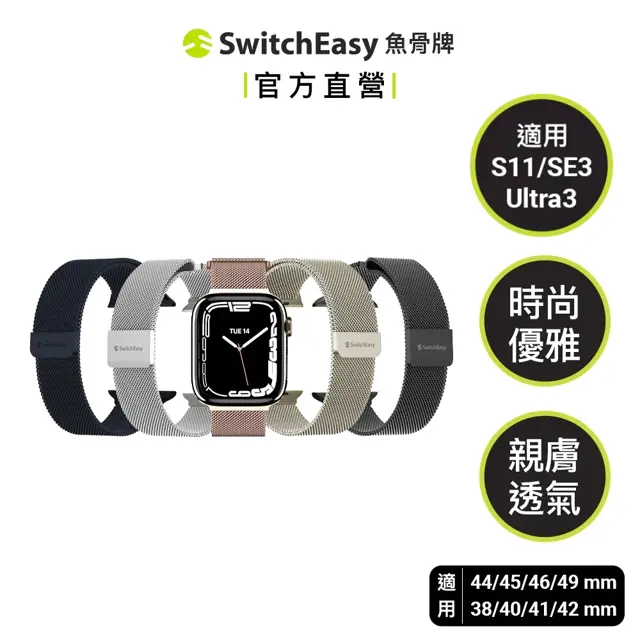 SwitchEasy 魚骨牌
官方直營
適用
S11/SE3
Ultra3
時尚
優雅
親膚
透氣
TUE 14
SwitchEasy
SwitchEasy
SwitchEasy
SwitchEasy
適用
44/45/46/49 mm
38/40/41/42 mm